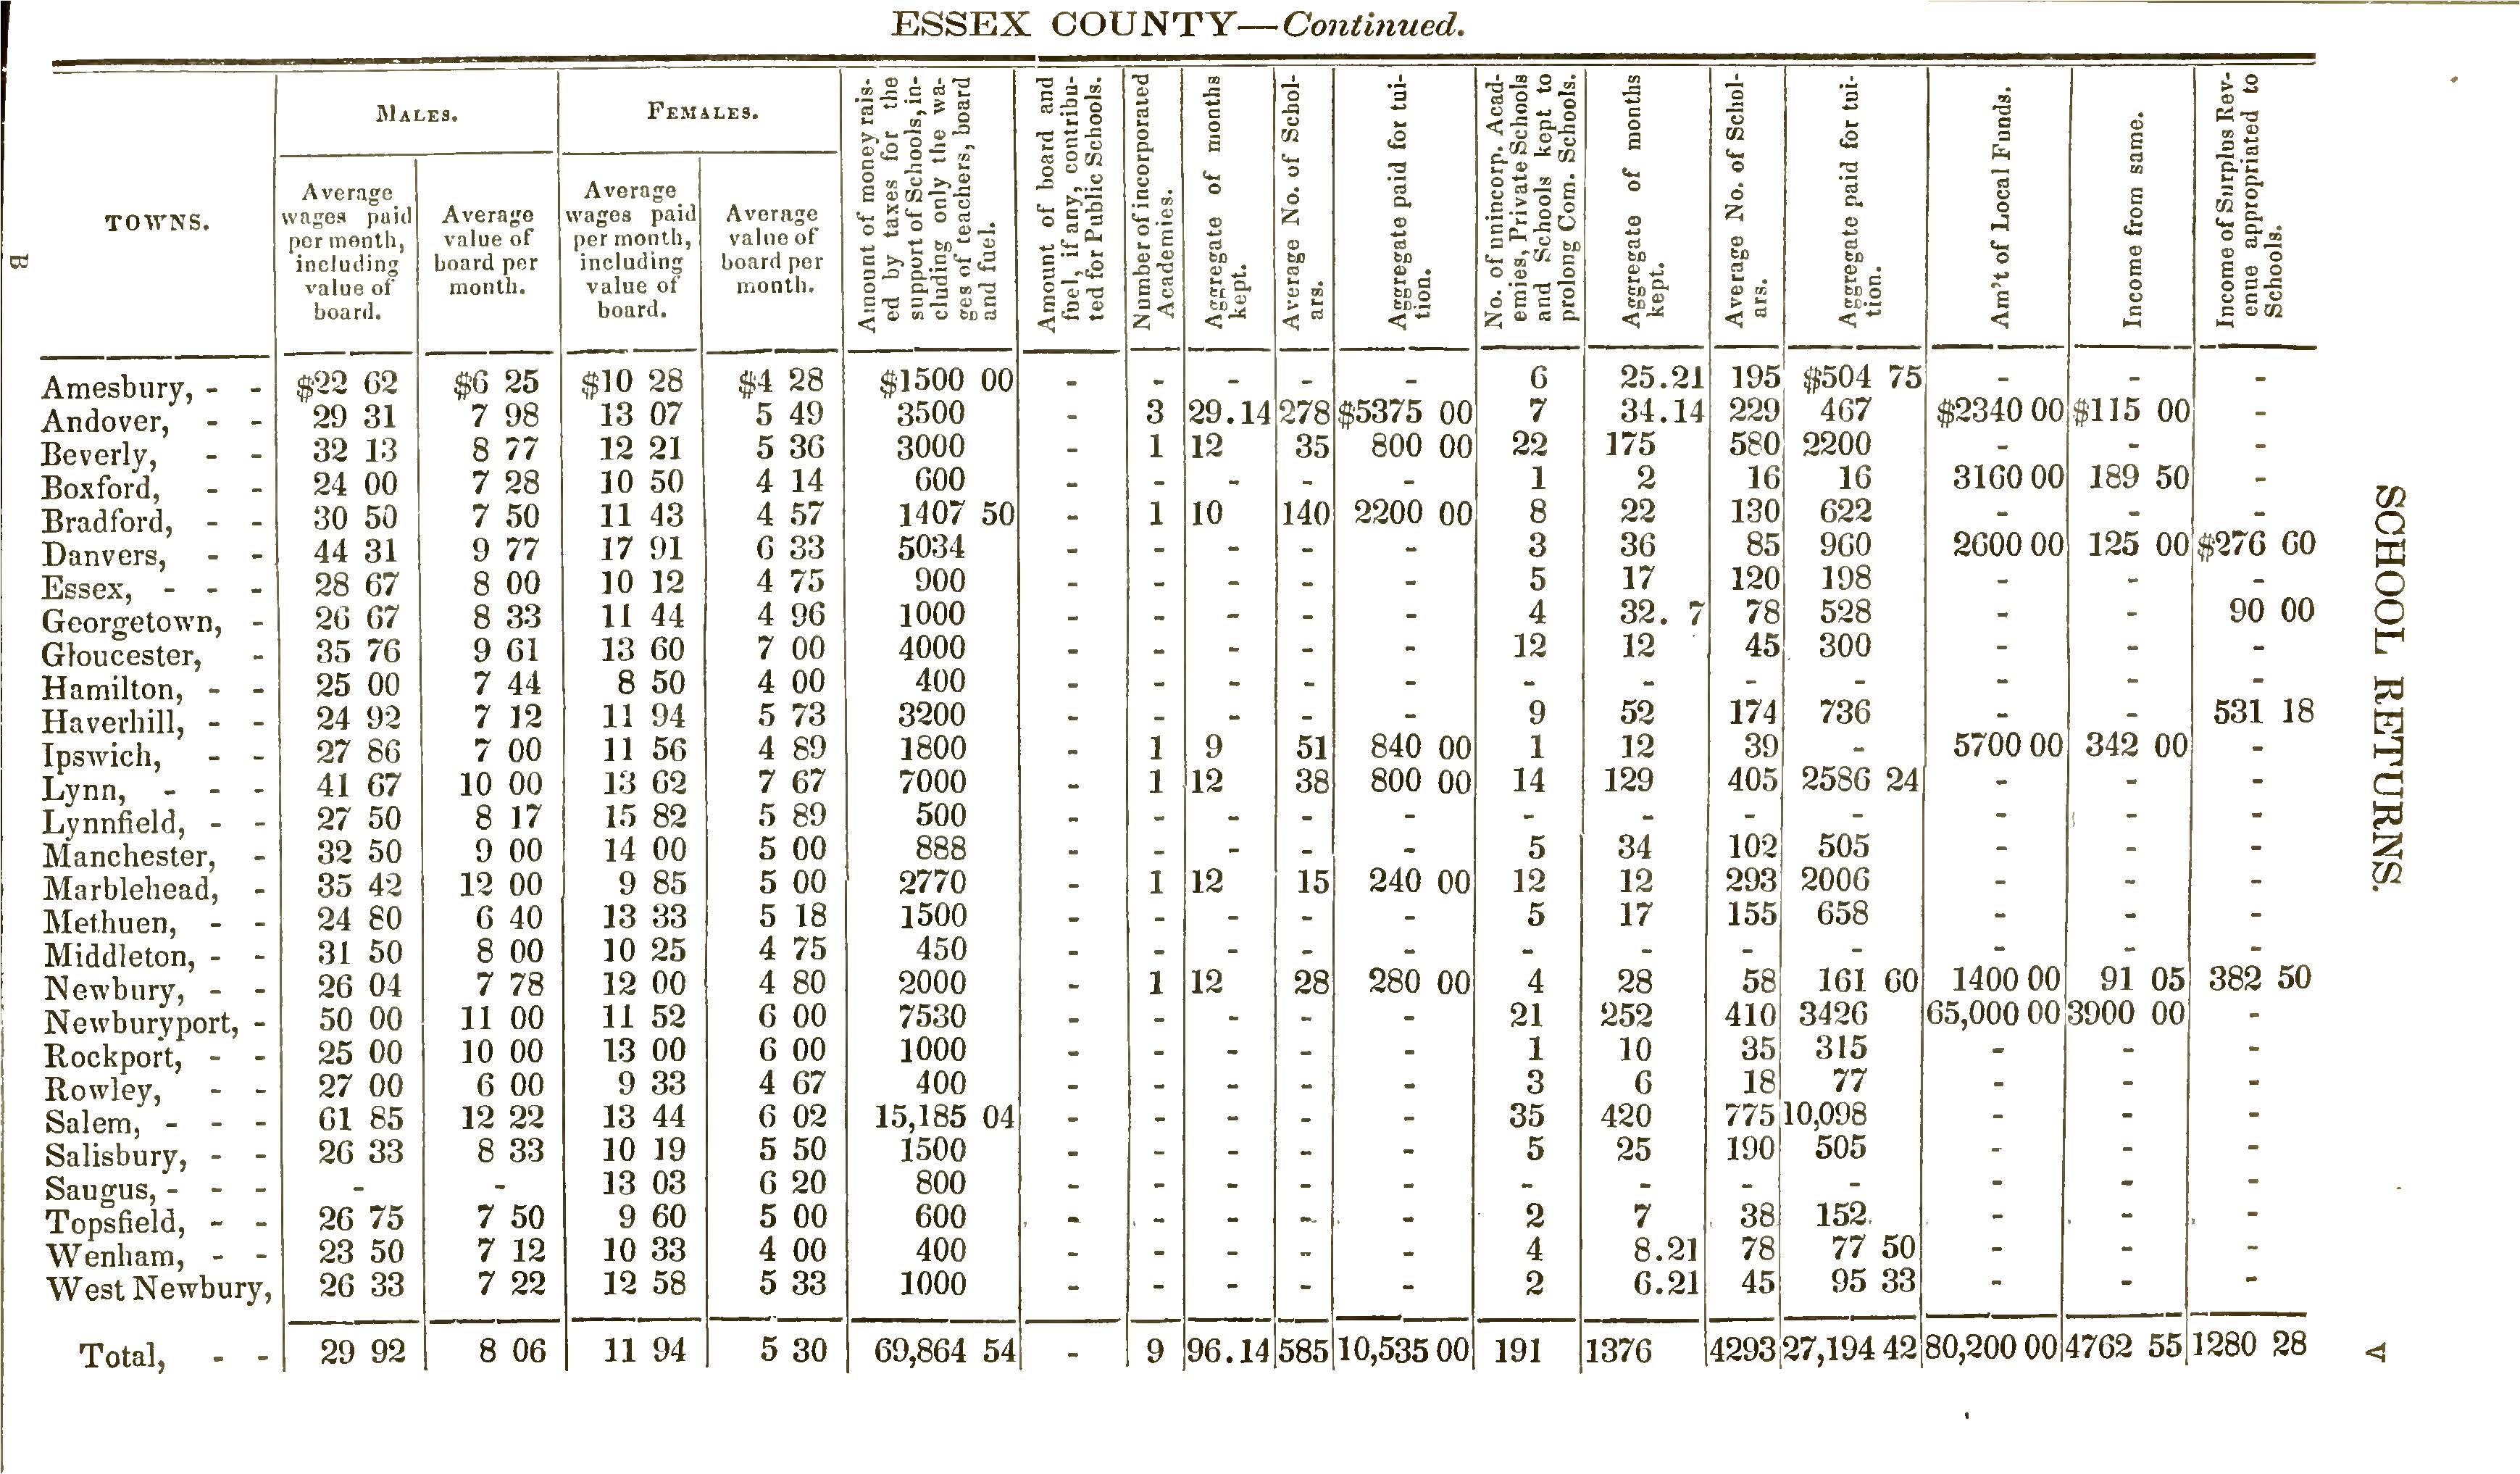 ESSEX COUNTY—Continued.
TOWNS.
MALES.
FEMALES.
Average wages paid per month, including value of board.
Average value of board per month.
Average wages paid per month, including value of board.
Average value of board per month.
Amount of money rais-
ed by taxes for the
support of Schools, in-
cluding only the wa-
ges of teachers, board
and fuel.
Amount of board and
fuel, if any, contribu-
ted for Public Schools.
Number of incorporated
Academies.
Aggregate of months
kept.
Average No. of Schol-
ars.
Aggregate paid for tui-
tion.
No. of unincorp. Acad-
emies, Private Schools
and Schools kept to
prolong Com. Schools.
Aggregate of months
kept.
Average No. of Schol-
ars.
Aggregate paid for tui-
tion.
Am't of Local Funds.
Income from same.
Income of Surplus Rev-
enue appropriated to
Schools.
Amesbury, - - $22 62 $6 25 $10 28 $4 28 $1500 00 - - - - - 6 25.21 195 $504 75 - - -
Andover, - - 29 31 7 98 13 07 5 49 3500 - 3 29.14 278 $5375 00 7 34.14 229 467 $2340 00 $115 00 -
Beverly, - - 32 13 8 77 12 21 5 36 3000 - 1 12 35 800 00 22 175 580 2200 - - -
Boxford, - - 24 00 7 28 10 50 4 14 600 - - - - - 1 2 16 16 3160 00 189 50 -
Bradford, - - 30 50 7 50 11 43 4 57 1407 50 - 1 10 140 2200 00 8 22 130 622 - - -
Danvers, - - 44 31 9 77 17 91 6 33 5034 - - - - - 3 36 85 960 2600 00 125 00 $276 60
Essex, - - - 28 67 8 00 10 12 4 75 900 - - - - - 5 17 120 198 - - -
Georgetown, - 26 67 8 33 11 44 4 96 1000 - - - - - 4 32. 7 78 528 - - 90 00
Gloucester, - 35 76 9 61 13 60 7 00 4000 - - - - - 12 12 45 300 - - -
Hamilton, - - 25 00 7 44 8 50 4 00 400 - - - - - - - - - - - -
Haverhill, - - 24 92 7 12 11 94 5 73 3200 - - - - - 9 52 174 736 - - 531 18
Ipswich, - - 27 86 7 00 11 56 4 89 1800 - 1 9 51 840 00 1 12 39 - 5700 00 342 00 -
Lynn, - - - 41 67 10 00 13 62 7 67 7000 - 1 12 38 800 00 14 129 405 2586 24 - - -
Lynnfield, - - 27 50 8 17 15 82 5 89 500 - - - - - - - - - - - -
Manchester, - 32 50 9 00 14 00 5 00 888 - - - - - 5 34 102 505 - - -
Marblehead, - 35 42 12 00 9 85 5 00 2770 - 1 12 15 240 00 12 12 293 2006 - - -
Methuen, - - 24 80 6 40 13 33 5 18 1500 - - - - - 5 17 155 658 - - -
Middleton, - - 31 50 8 00 10 25 4 75 450 - - - - - - - - - - - -
Newbury, - - 26 04 7 78 12 00 4 80 2000 - 1 12 28 280 00 4 28 58 161 60 1400 00 91 05 382 50
Newburyport, - 50 00 11 00 11 52 6 00 7530 - - - - - 21 252 410 3426 65,000 00 3900 00 -
Rockport, - - 25 00 10 00 13 00 6 00 1000 - - - - - 1 10 35 315 - - -
Rowley, - - 27 00 6 00 9 33 4 67 400 - - - - - 3 6 18 77 - - -
Salem, - - - 61 85 12 22 13 44 6 02 15,185 04 - - - - - 35 420 775 10,098 - - -
Salisbury, - - 26 33 8 33 10 19 5 50 1500 - - - - - 5 25 190 505 - - -
Saugus, - - - - - 13 03 6 20 800 - - - - - - - - - - - -
Topsfield, - - 26 75 7 50 9 60 5 00 600 - - - - - 2 7 38 152 - - -
Wenham, - - 23 50 7 12 10 33 4 00 400 - - - - - 4 8.21 78 77 50 - - -
West Newbury, 26 33 7 22 12 58 5 33 1000 - - - - - 2 6.21 45 95 33 - - -
Total, - - 29 92 8 06 11 94 5 30 69,864 54 - 9 96.14 585 10,535 00 191 1376 4293 27,194 42 80,200 00 4762 55 1280 28
SCHOOL RETURNS.
B
A